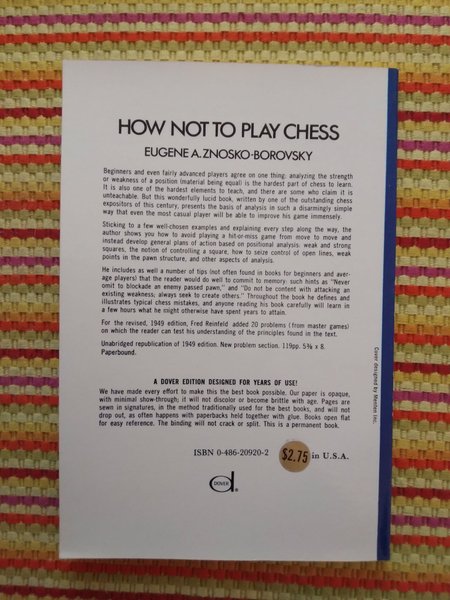 HOW NOT TO PLAY CHESS
EUGENE A. ZNOSKO-BOROVSKY
Beginners and even fairly advanced players agree on one thing: analyzing the strength
or weakness of a position (material being equal) is the hardest part of chess to learn.
It is also one of the hardest elements to teach, and there are some who claim it is
unteachable. But this wonderfully lucid book, written by one of the outstanding chess
expositors of this century, presents the basis of analysis in such a disarmingly simple
way that even the most casual player will be able to improve his game immensely.
Sticking to a few well-chosen examples and explaining every step along the way, the
author shows you how to avoid playing a hit-or-miss game from move to move and
instead develop general plans of action based on positional analysis: weak and strong
squares, the notion of controlling a square, how to seize control of open lines, weak
points in the pawn structure, and other aspects of analysis.
He includes as well a number of tips (not often found in books for beginners and aver-
age players) that the reader would do well to commit to memory: such hints as "Never
omit to blockade an enemy passed pawn," and "Do not be content with attacking an
existing weakness; always seek to create others." Throughout the book he defines and
illustrates typical chess mistakes, and anyone reading his book carefully will learn in
a few hours what he might otherwise have spent years to attain.
For the revised, 1949 edition, Fred Reinfeld added 20 problems (from master games)
on which the reader can test his understanding of the principles found in the text.
Unabridged republication of 1949 edition. New problem section. 119pp. 5⅜ x 8.
Paperbound.
A DOVER EDITION DESIGNED FOR YEARS OF USE!
We have made every effort to make this the best book possible. Our paper is opaque,
with minimal show-through; it will not discolor or become brittle with age. Pages are
sewn in signatures, in the method traditionally used for the best books, and will not
drop out, as often happens with paperbacks held together with glue. Books open flat
for easy reference. The binding will not crack or split. This is a permanent book.
ISBN 0-486-20920-2 $2.75 in U.S.A.
DOVER ®
Cover designed by Menten Inc.